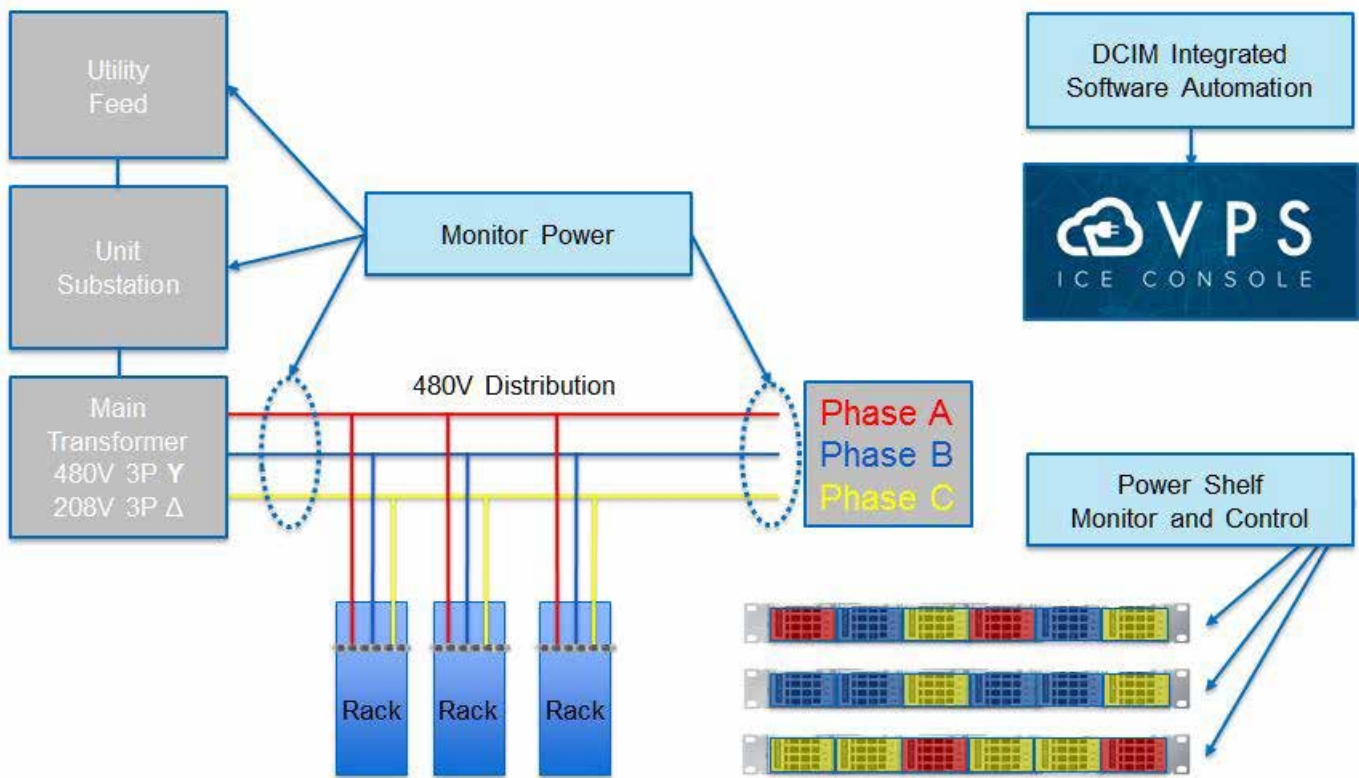 Utility
Feed
Unit
Substation
Main
Transformer
480V 3P Y
208V 3P Δ
Monitor Power
480V Distribution
Phase A
Phase B
Phase C
Rack
Rack
Rack
DCIM Integrated
Software Automation
VPS
ICE CONSOLE
Power Shelf
Monitor and Control